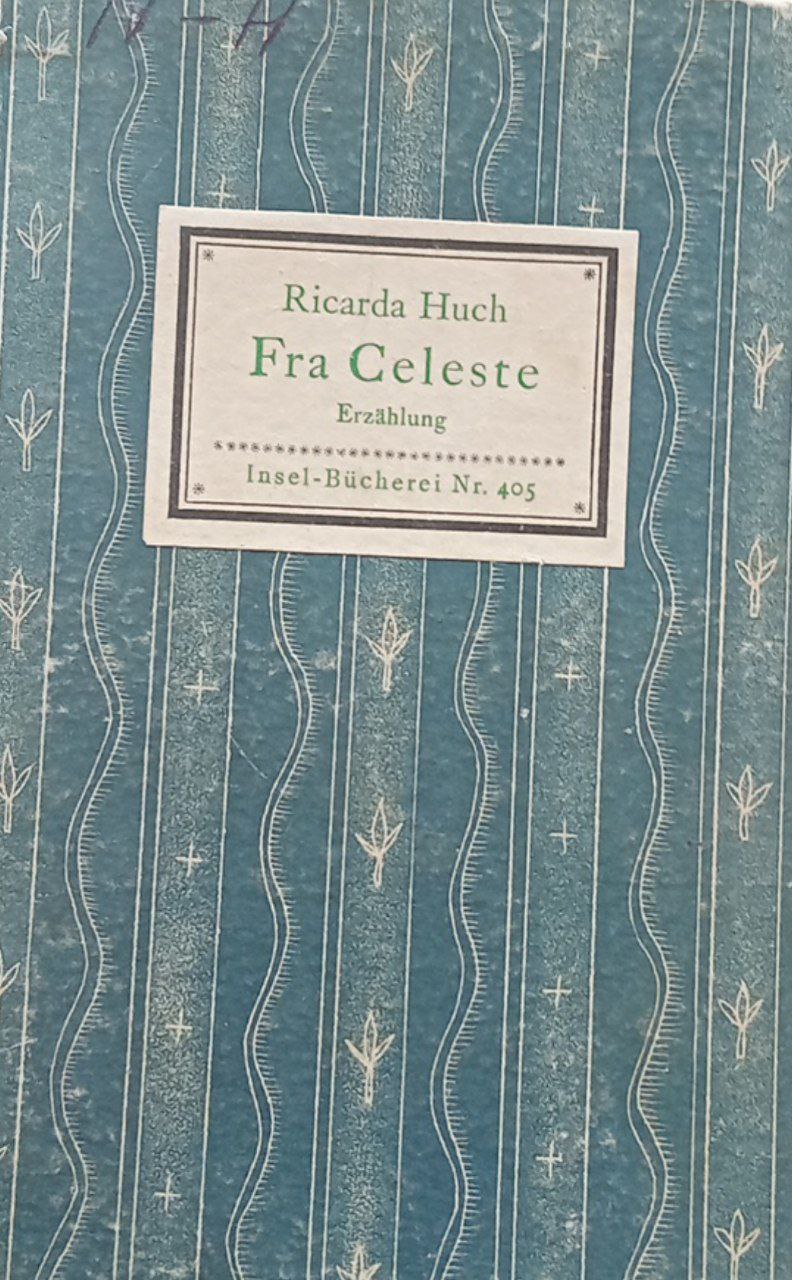 N - H
Ricarda Huch
Fra Celeste
Erzählung
Insel-Bücherei Nr. 405